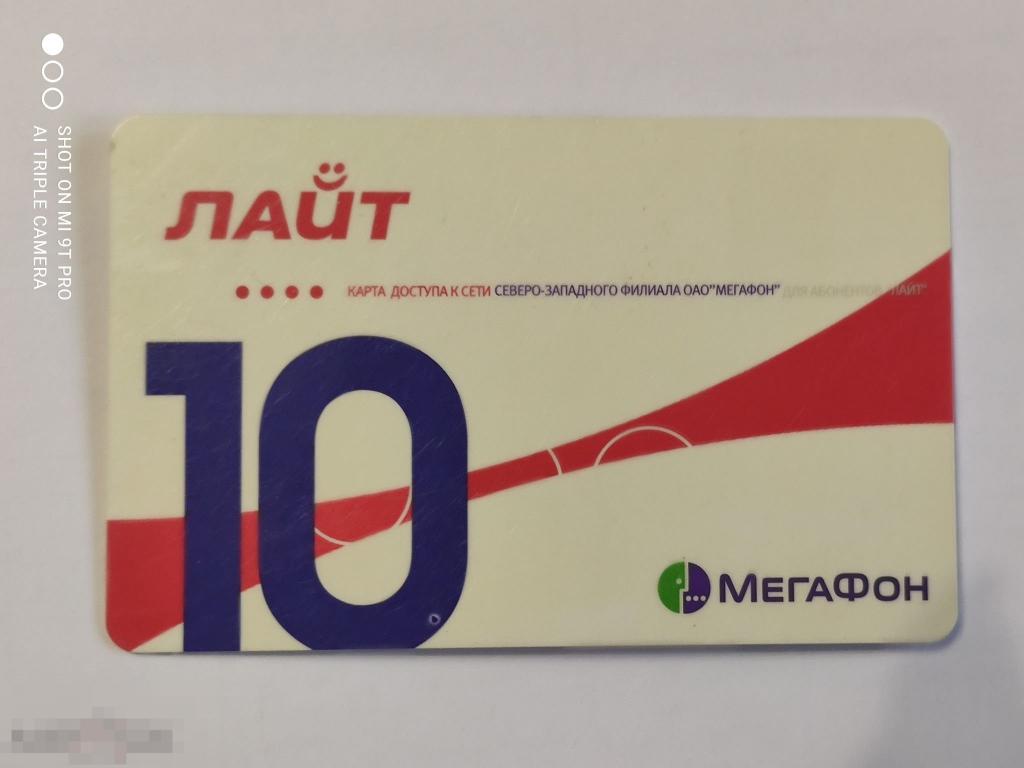 SHOT ON MI 9T PRO
AI TRIPLE CAMERA
ЛАЙТ
КАРТА ДОСТУПА К СЕТИ СЕВЕРО-ЗАПАДНОГО ФИЛИАЛА ОАО"МЕГАФОН" ДЛЯ АБОНЕНТОВ "ЛАЙТ"
10
МЕГАФОН